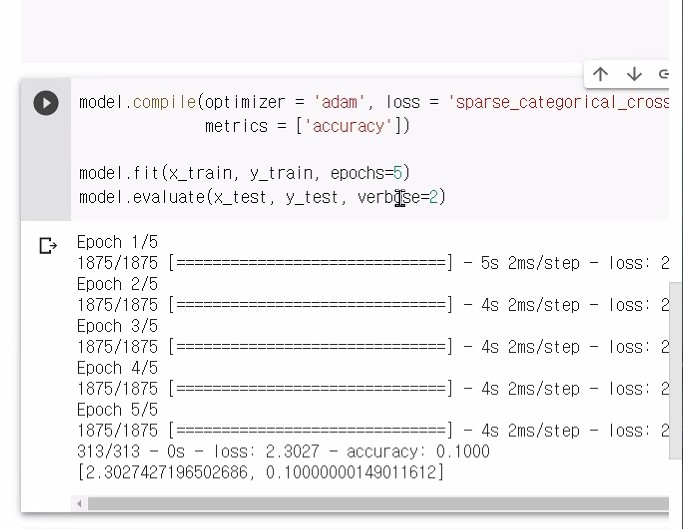 model.compile(optimizer = 'adam', loss = 'sparse_categorical_cross
metrics = ['accuracy'])
model.fit(x_train, y_train, epochs=5)
model.evaluate(x_test, y_test, verbose=2)
Epoch 1/5
1875/1875 [==============================] - 5s 2ms/step - loss: 2
Epoch 2/5
1875/1875 [==============================] - 4s 2ms/step - loss: 2
Epoch 3/5
1875/1875 [==============================] - 4s 2ms/step - loss: 2
Epoch 4/5
1875/1875 [==============================] - 4s 2ms/step - loss: 2
Epoch 5/5
1875/1875 [==============================] - 4s 2ms/step - loss: 2
313/313 - 0s - loss: 2.3027 - accuracy: 0.1000
[2.3027427196502686, 0.10000000149011612]